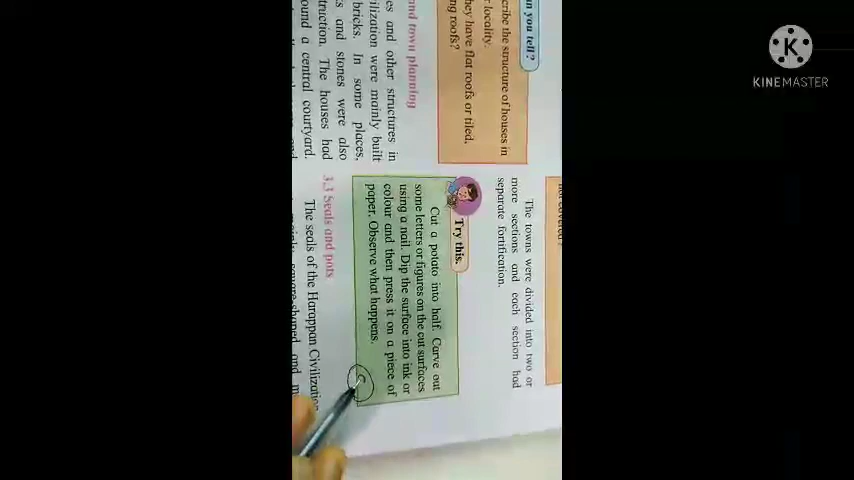 an you tell?
cribe the structure of houses in
r locality.
hey have flat roofs or tiled,
ng roofs?
and town planning
es and other structures in
ilization were mainly built
bricks. In some places,
s and stones were also
truction. The houses had
ound a central courtyard.
The towns were divided into two or
more sections and each section had
separate fortification.
Try this.
Cut a potato into half. Carve out
some letters or figures on the cut surfaces
using a nail. Dip the surface into ink or
colour and then press it on a piece of
paper. Observe what happens.
3.3 Seals and pots
The seals of the Harappan Civilization
square-shaped and
K
KINEMASTER